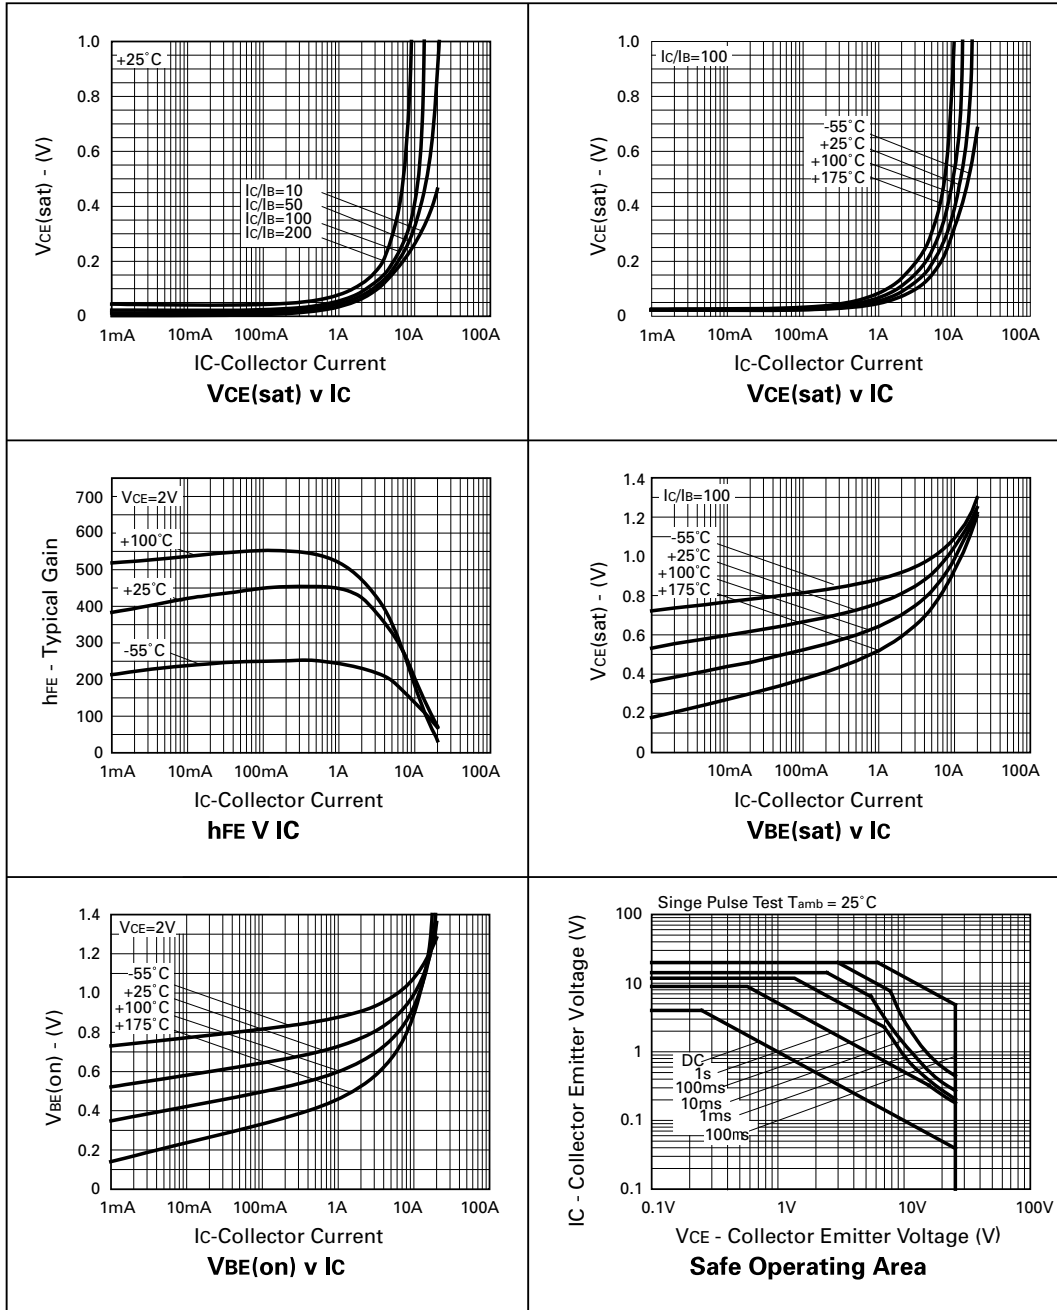 1.0
+25°C
0.8
0.6
0.4
0.2
0
VCE(sat) - (V)
IC/IB=10
IC/IB=50
IC/IB=100
IC/IB=200
1mA 10mA 100mA 1A 10A 100A
IC-Collector Current
VCE(sat) v IC
1.0
IC/IB=100
0.8
0.6
0.4
0.2
0
VCE(sat) - (V)
-55°C
+25°C
+100°C
+175°C
1mA 10mA 100mA 1A 10A 100A
IC-Collector Current
VCE(sat) v IC
700
600
550
500
400
300
200
100
0
hFE - Typical Gain
VCE=2V
+100°C
+25°C
-55°C
1mA 10mA 100mA 1A 10A 100A
IC-Collector Current
hFE V IC
1.4
1.2
1.0
0.8
0.6
0.4
0.2
0
VCE(sat) - (V)
IC/IB=100
-55°C
+25°C
+100°C
+175°C
10mA 100mA 1A 10A 100A
IC-Collector Current
VBE(sat) v IC
1.4
1.2
1.0
0.8
0.6
0.4
0.2
0
VBE(on) - (V)
VCE=2V
-55°C
+25°C
+100°C
+175°C
1mA 10mA 100mA 1A 10A 100A
IC-Collector Current
VBE(on) v IC
Singe Pulse Test Tamb = 25°C
100
10
1
0.1
0.1
IC - Collector Emitter Voltage (V)
DC
1s
100ms
10ms
1ms
100ms
0.1V 1V 10V 100V
VCE - Collector Emitter Voltage (V)
Safe Operating Area